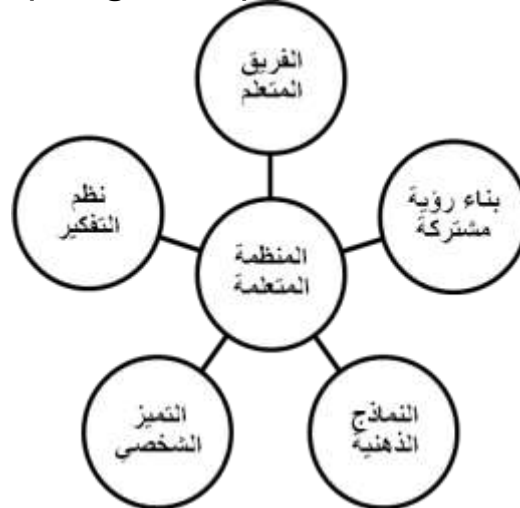 الفريق
المتعلم
بناء رؤية
مشتركة
نظم
التفكير
المنظمة
المتعلمة
النماذج
الذهنية
التميز
الشخصي